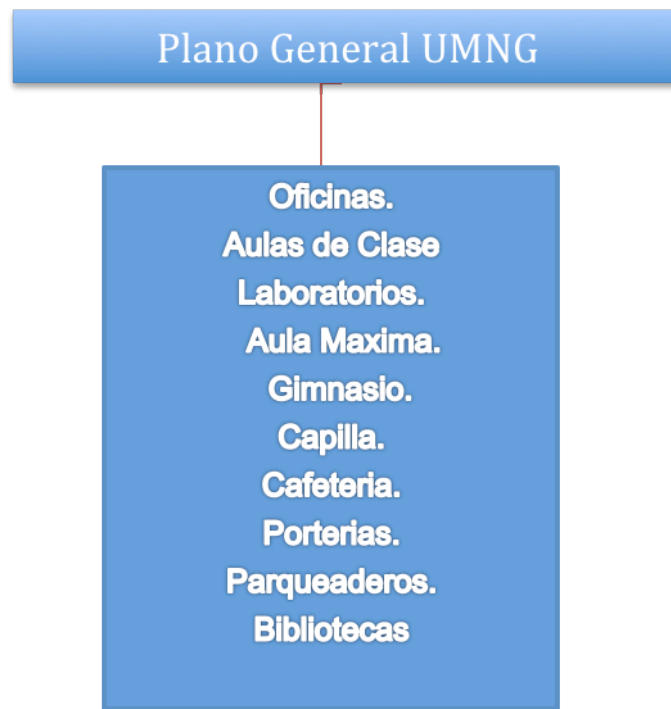 Plano General UMNG
Oficinas.
Aulas de Clase
Laboratorios.
Aula Maxima.
Gimnasio.
Capilla.
Cafeteria.
Porterias.
Parqueaderos.
Bibliotecas